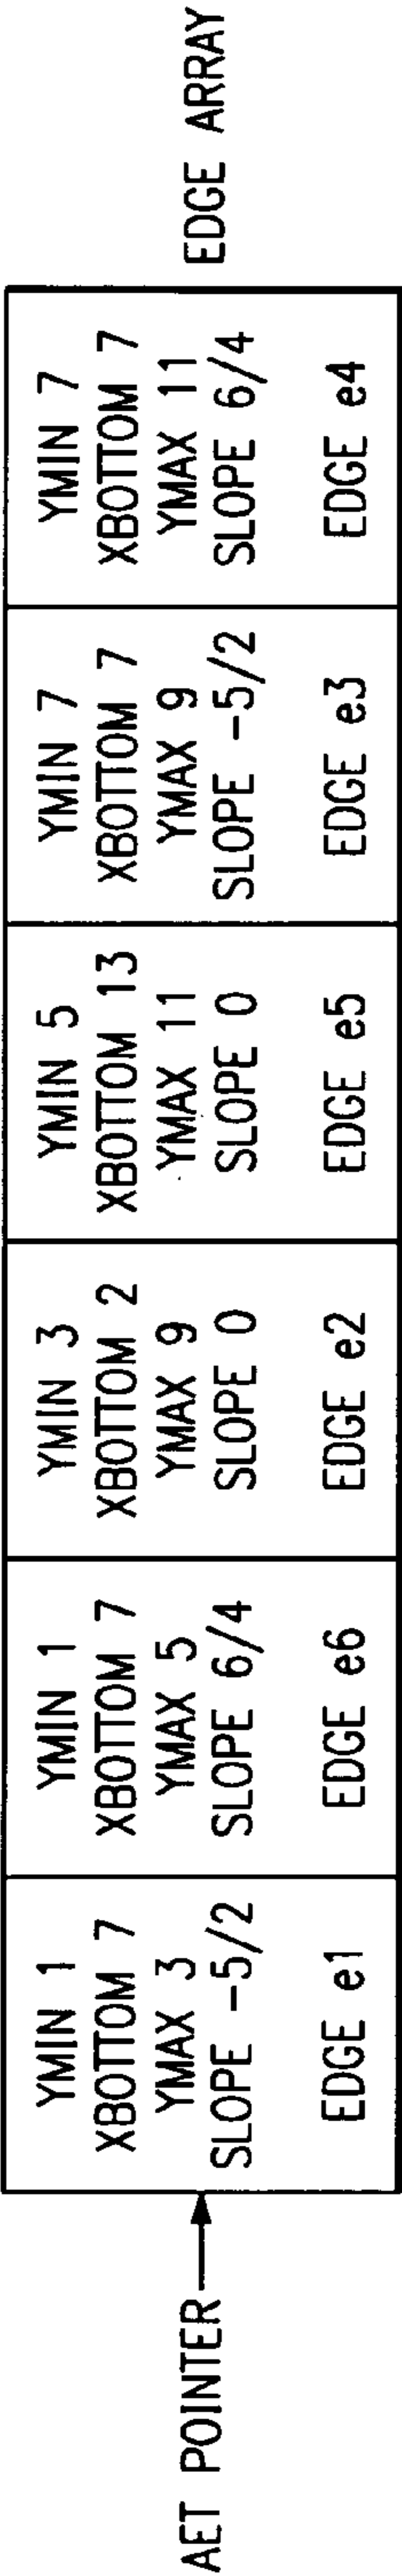 AET POINTER
YMIN 1
XBOTTOM 7
YMAX 3
SLOPE -5/2
EDGE e1
YMIN 1
XBOTTOM 7
YMAX 5
SLOPE 6/4
EDGE e6
YMIN 3
XBOTTOM 2
YMAX 9
SLOPE 0
EDGE e2
YMIN 5
XBOTTOM 13
YMAX 11
SLOPE 0
EDGE e5
YMIN 7
XBOTTOM 7
YMAX 9
SLOPE -5/2
EDGE e3
YMIN 7
XBOTTOM 7
YMAX 11
SLOPE 6/4
EDGE e4
EDGE ARRAY